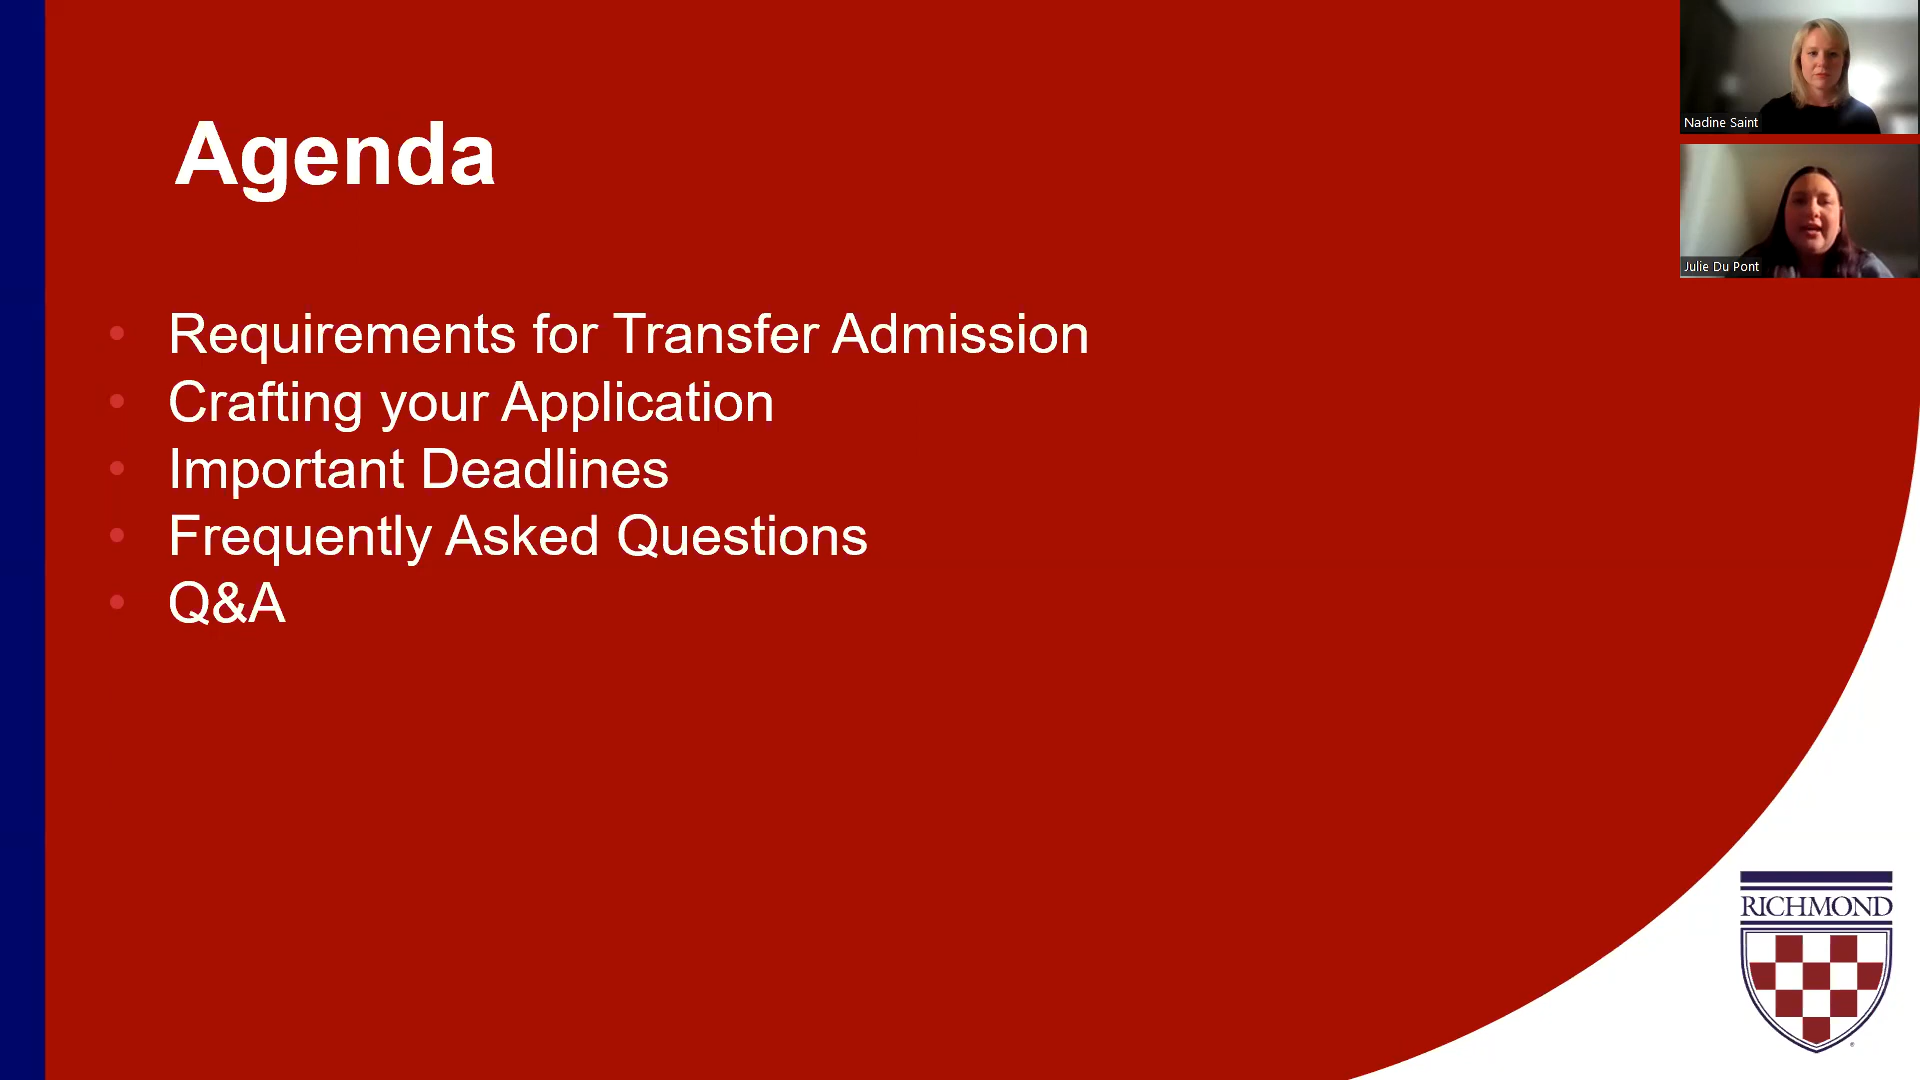 Agenda
Requirements for Transfer Admission
Crafting your Application
Important Deadlines
Frequently Asked Questions
Q&A
Nadine Saint
Julie Du Pont
RICHMOND